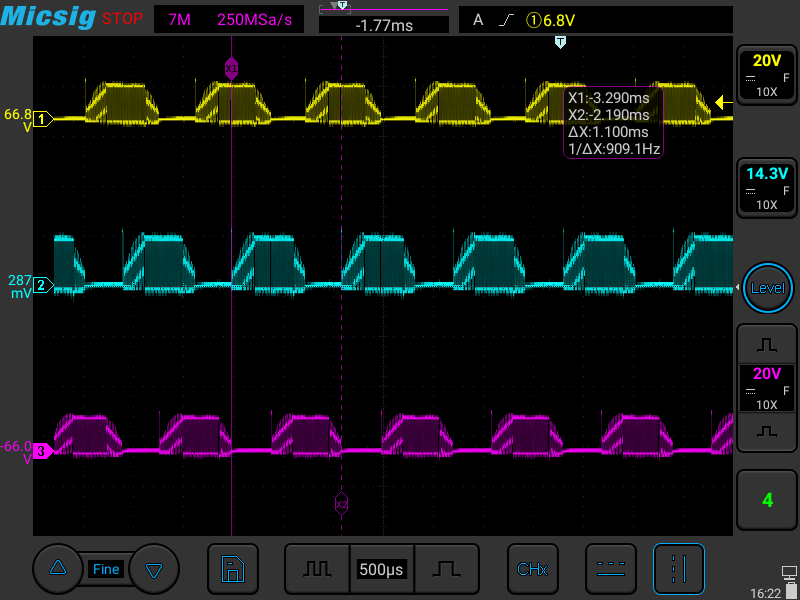 Micsig STOP 7M 250MSa/s T -1.77ms A ①6.8V
T
X1
20V
F
10X
66.8
V
1
X1:-3.290ms
X2:-2.190ms
ΔX:1.100ms
1/ΔX:909.1Hz
14.3V
F
10X
287
mV
2
Level
20V
F
10X
-66.0
V
3
X2
4
Fine
500µs
CHx
16:22